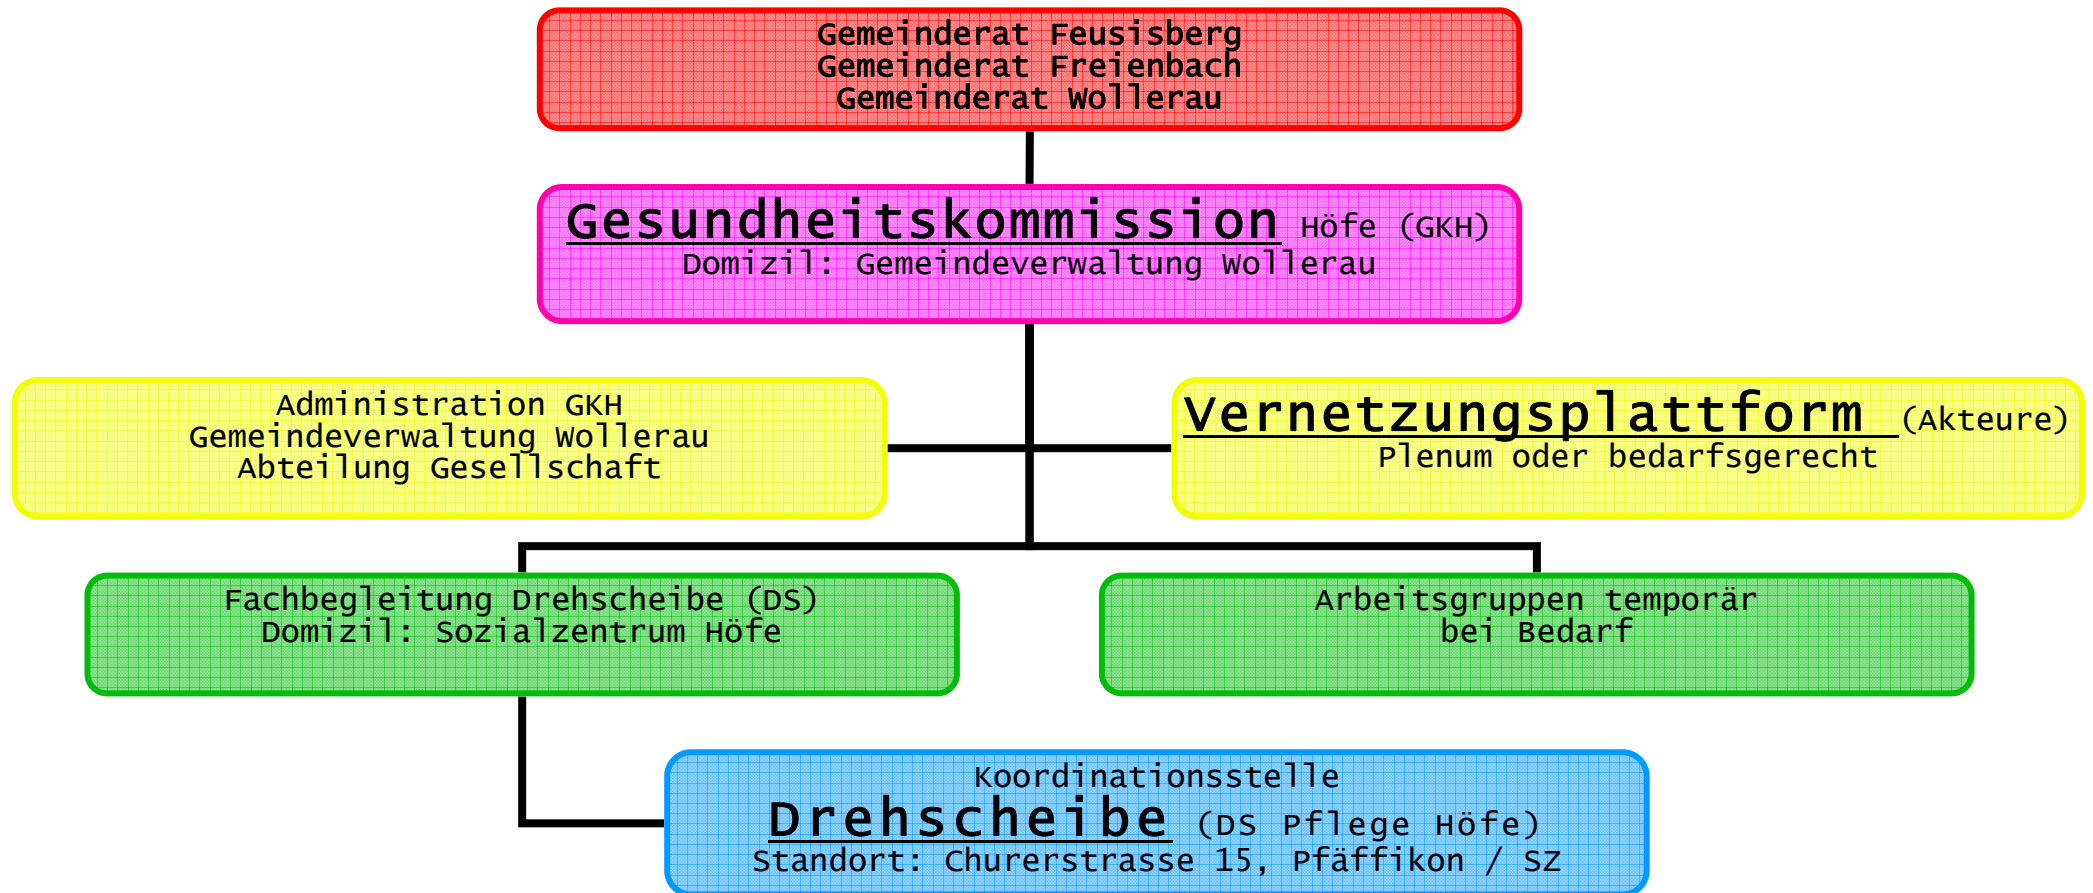 Gemeinderat Feusisberg
Gemeinderat Freienbach
Gemeinderat Wollerau
Gesundheitskommission Höfe (GKH)
Domizil: Gemeindeverwaltung Wollerau
Administration GKH
Gemeindeverwaltung Wollerau
Abteilung Gesellschaft
Vernetzungsplattform (Akteure)
Plenum oder bedarfsgerecht
Fachbegleitung Drehscheibe (DS)
Domizil: Sozialzentrum Höfe
Arbeitsgruppen temporär
bei Bedarf
Koordinationsstelle
Drehscheibe (DS Pflege Höfe)
Standort: Churerstrasse 15, Pfäffikon / SZ